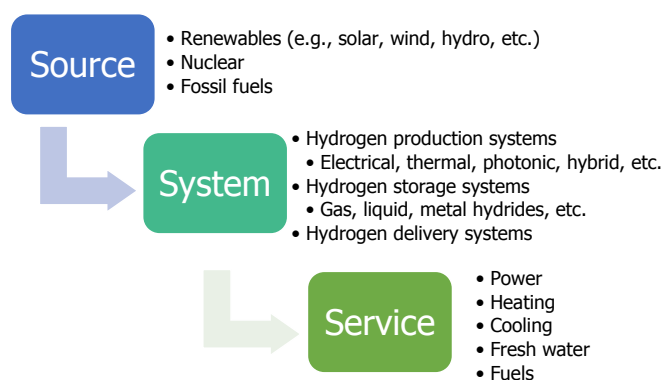 Source
• Renewables (e.g., solar, wind, hydro, etc.)
• Nuclear
• Fossil fuels
System
• Hydrogen production systems
• Electrical, thermal, photonic, hybrid, etc.
• Hydrogen storage systems
• Gas, liquid, metal hydrides, etc.
• Hydrogen delivery systems
Service
• Power
• Heating
• Cooling
• Fresh water
• Fuels